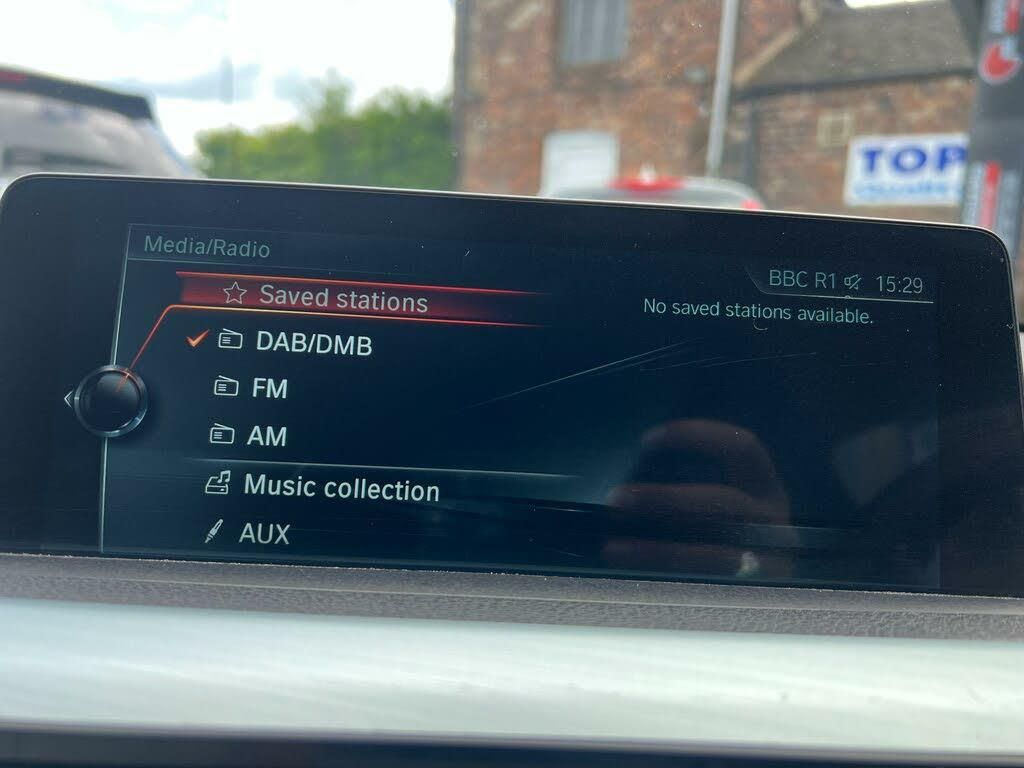 TOP
Media/Radio
BBC R1 15:29
Saved stations
No saved stations available.
DAB/DMB
FM
AM
Music collection
AUX